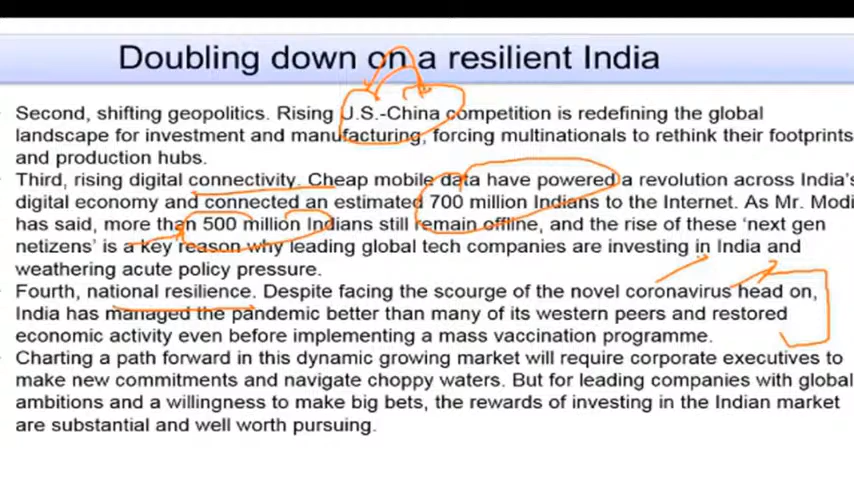 Doubling down on a resilient India
Second, shifting geopolitics. Rising U.S.-China competition is redefining the global
landscape for investment and manufacturing, forcing multinationals to rethink their footprints
and production hubs.
Third, rising digital connectivity. Cheap mobile data have powered a revolution across India's
digital economy and connected an estimated 700 million Indians to the Internet. As Mr. Modi
has said, more than 500 million Indians still remain offline, and the rise of these 'next gen
netizens' is a key reason why leading global tech companies are investing in India and
weathering acute policy pressure.
Fourth, national resilience. Despite facing the scourge of the novel coronavirus head on,
India has managed the pandemic better than many of its western peers and restored
economic activity even before implementing a mass vaccination programme.
Charting a path forward in this dynamic growing market will require corporate executives to
make new commitments and navigate choppy waters. But for leading companies with global
ambitions and a willingness to make big bets, the rewards of investing in the Indian market
are substantial and well worth pursuing.